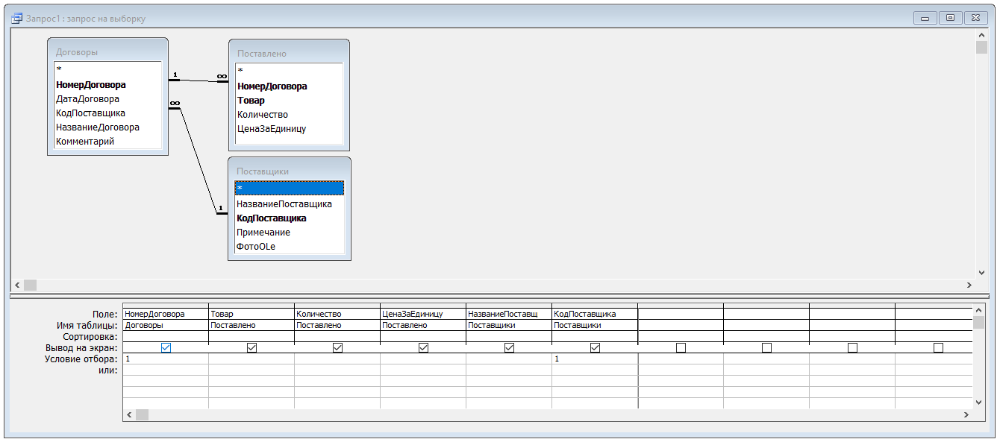 Запрос1 : запрос на выборку
Договоры
*
НомерДоговора
ДатаДоговора
КодПоставщика
НазваниеДоговора
Комментарий
1
∞
∞
1
Поставлено
*
НомерДоговора
Товар
Количество
ЦенаЗаЕдиницу
Поставщики
*
НазваниеПоставщика
КодПоставщика
Примечание
ФотоOLe
Поле: НомерДоговора Товар Количество ЦенаЗаЕдиницу НазваниеПоставщ КодПоставщика
Имя таблицы: Договоры Поставлено Поставлено Поставлено Поставщики Поставщики
Сортировка:
Вывод на экран:
Условие отбора: 1 1
или: